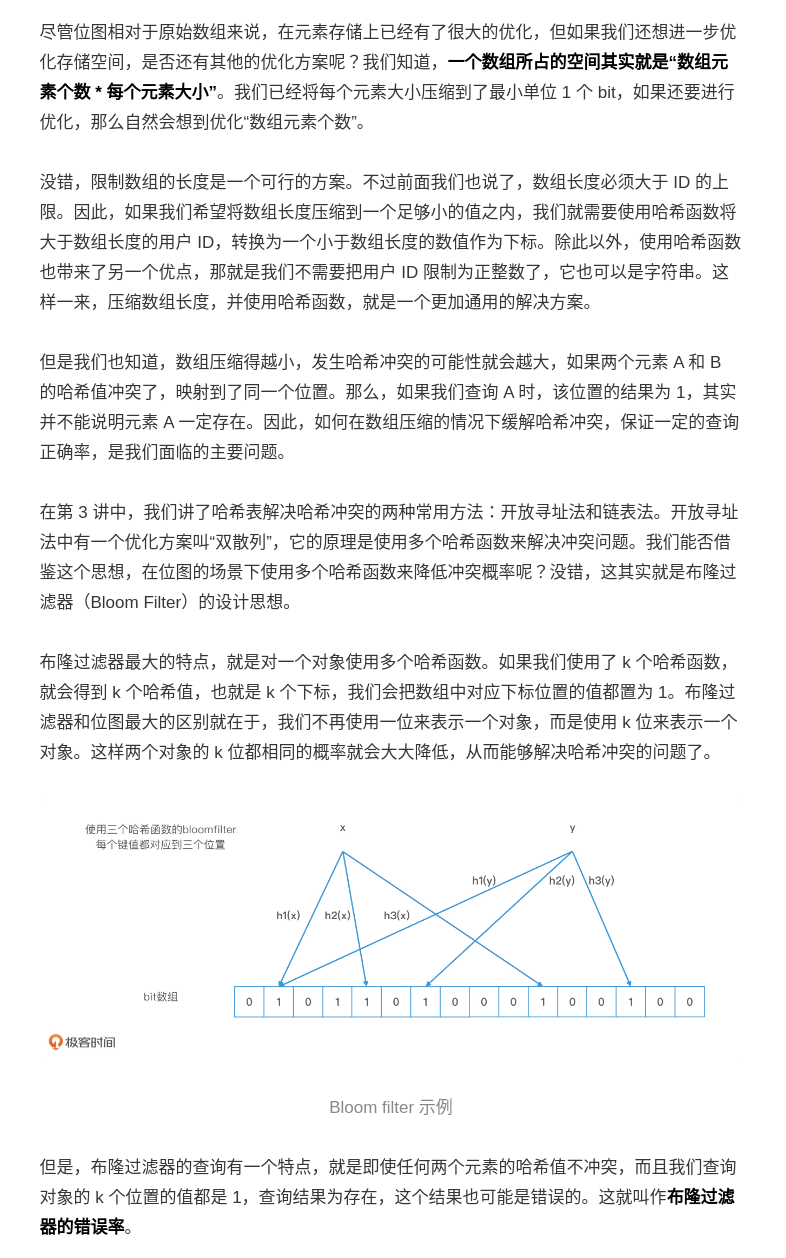 尽管位图相对于原始数组来说，在元素存储上已经有了很大的优化，但如果我们还想进一步优
化存储空间，是否还有其他的优化方案呢？我们知道，一个数组所占的空间其实就是“数组元
素个数 * 每个元素大小”。我们已经将每个元素大小压缩到了最小单位 1 个 bit，如果还要进行
优化，那么自然会想到优化“数组元素个数”。
没错，限制数组的长度是一个可行的方案。不过前面我们也说了，数组长度必须大于 ID 的上
限。因此，如果我们希望将数组长度压缩到一个足够小的值之内，我们就需要使用哈希函数将
大于数组长度的用户 ID，转换为一个小于数组长度的数值作为下标。除此以外，使用哈希函数
也带来了另一个优点，那就是我们不需要把用户 ID 限制为正整数了，它也可以是字符串。这
样一来，压缩数组长度，并使用哈希函数，就是一个更加通用的解决方案。
但是我们也知道，数组压缩得越小，发生哈希冲突的可能性就会越大，如果两个元素 A 和 B
的哈希值冲突了，映射到了同一个位置。那么，如果我们查询 A 时，该位置的结果为 1，其实
并不能说明元素 A 一定存在。因此，如何在数组压缩的情况下缓解哈希冲突，保证一定的查询
正确率，是我们面临的主要问题。
在第 3 讲中，我们讲了哈希表解决哈希冲突的两种常用方法：开放寻址法和链表法。开放寻址
法中有一个优化方案叫“双散列”，它的原理是使用多个哈希函数来解决冲突问题。我们能否借
鉴这个思想，在位图的场景下使用多个哈希函数来降低冲突概率呢？没错，这其实就是布隆过
滤器（Bloom Filter）的设计思想。
布隆过滤器最大的特点，就是对一个对象使用多个哈希函数。如果我们使用了 k 个哈希函数，
就会得到 k 个哈希值，也就是 k 个下标，我们会把数组中对应下标位置的值都置为 1。布隆过
滤器和位图最大的区别就在于，我们不再使用一位来表示一个对象，而是使用 k 位来表示一个
对象。这样两个对象的 k 位都相同的概率就会大大降低，从而能够解决哈希冲突的问题了。
使用三个哈希函数的bloomfilter
每个键值都对应到三个位置
x
y
h1(y)
h2(y)
h3(y)
h1(x)
h2(x)
h3(x)
bit数组
0 1 0 1 1 0 1 0 0 0 1 0 0 1 0 0
极客时间
Bloom filter 示例
但是，布隆过滤器的查询有一个特点，就是即使任何两个元素的哈希值不冲突，而且我们查询
对象的 k 个位置的值都是 1，查询结果为存在，这个结果也可能是错误的。这就叫作布隆过滤
器的错误率。